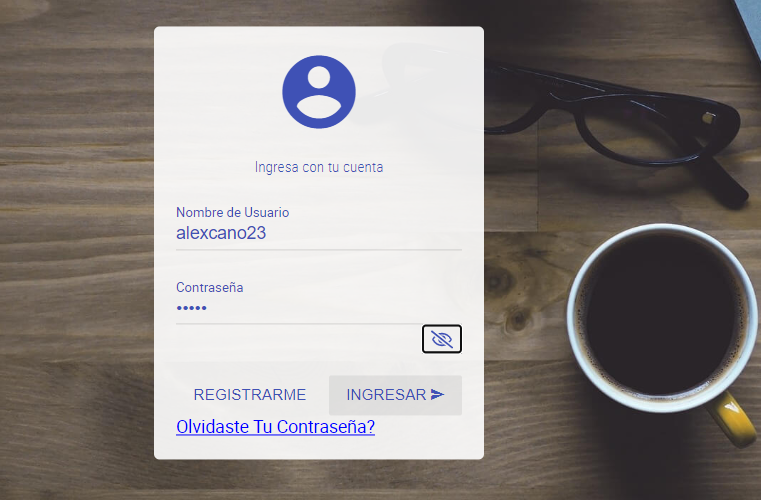 Ingresa con tu cuenta
Nombre de Usuario
alexcano23
Contraseña
•••••
REGISTRARME INGRESAR
Olvidaste Tu Contraseña?